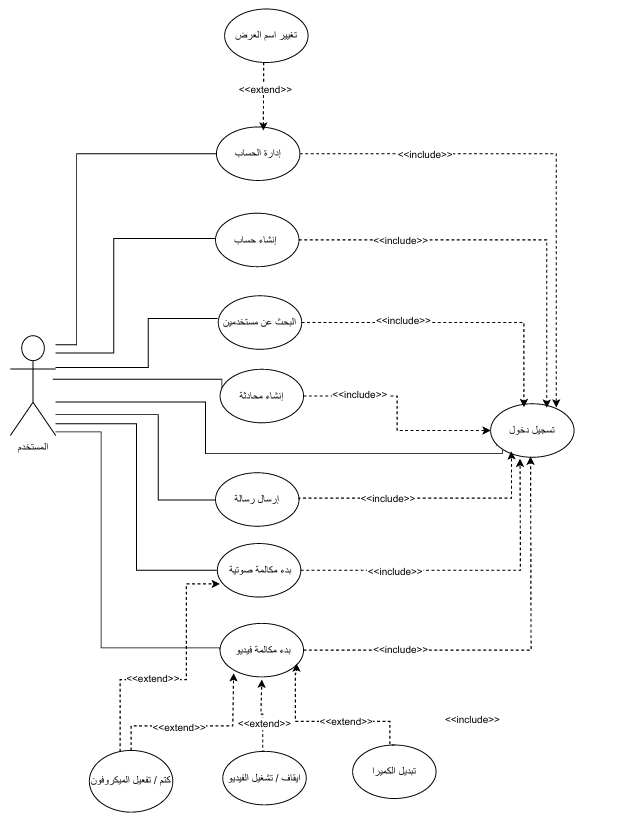 تغيير اسم العرض
<<extend>>
إدارة الحساب
<<include>>
إنشاء حساب
<<include>>
البحث عن مستخدمين
<<include>>
إنشاء محادثة
<<include>>
تسجيل دخول
المستخدم
إرسال رسالة
<<include>>
بدء مكالمة صوتية
<<include>>
بدء مكالمة فيديو
<<include>>
<<extend>>
<<extend>>
<<extend>>
<<extend>>
<<include>>
كتم / تفعيل الميكروفون
ايقاف / تشغيل الفيديو
تبديل الكميرا